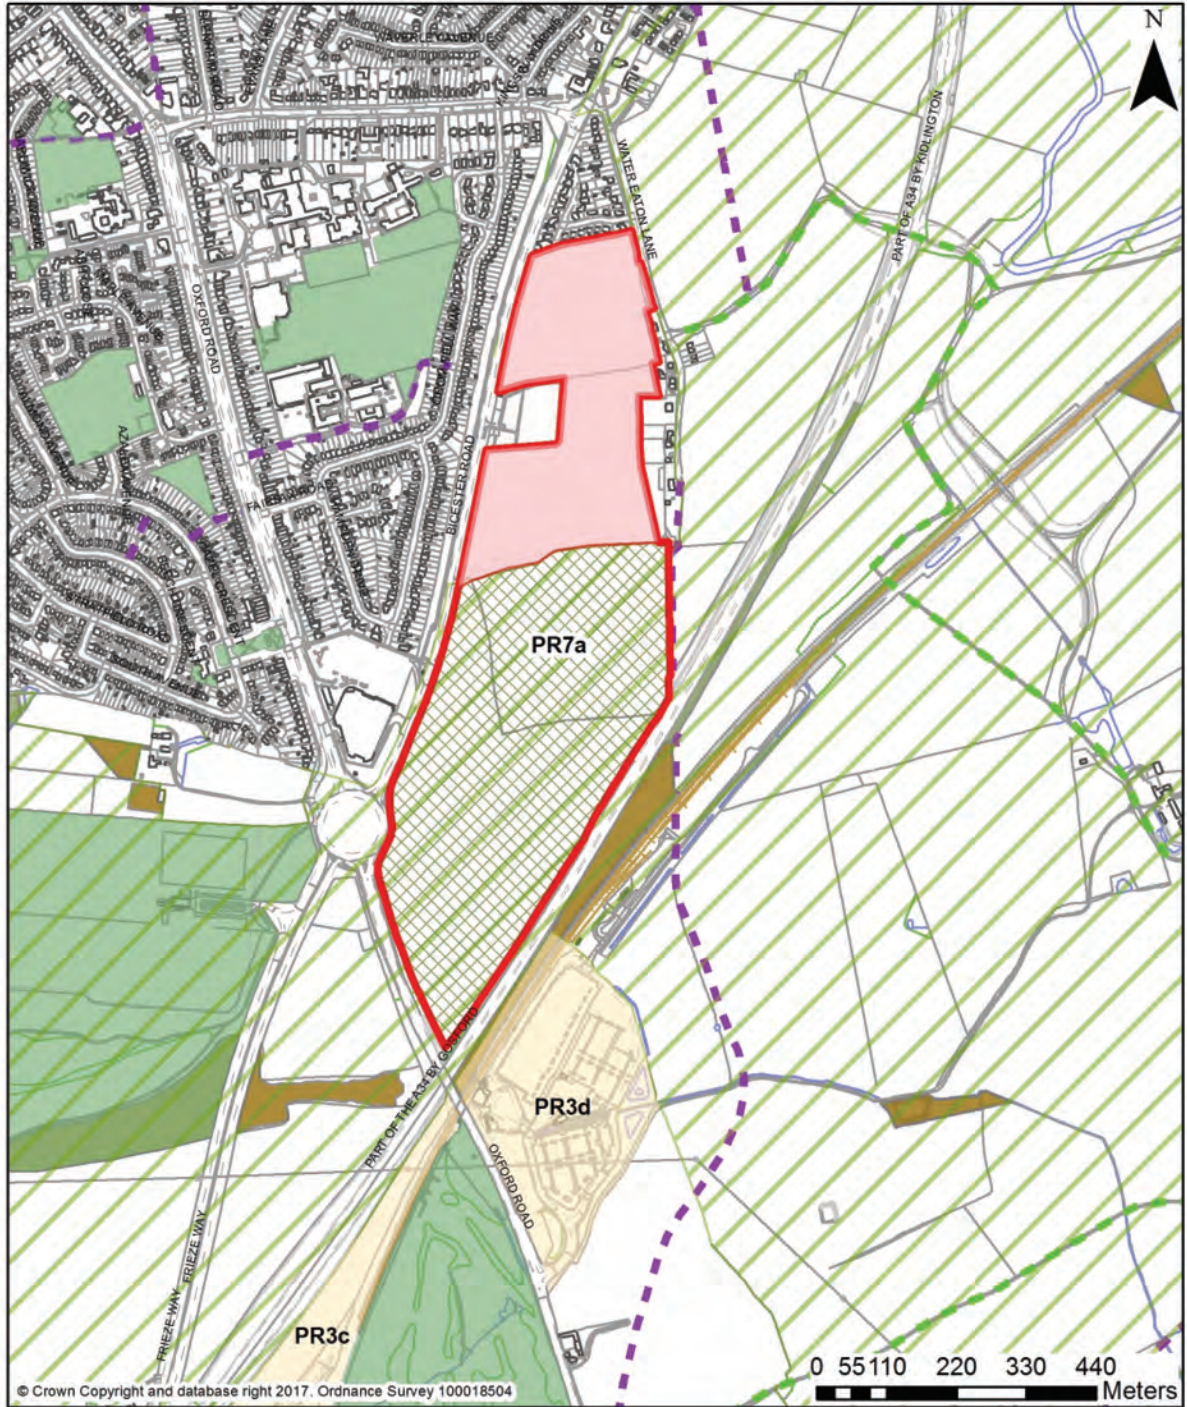 N
WAVERLEY AVENUE
WATER EATON LANE
PART OF A34 BY KIDLINGTON
OXFORD ROAD
BICESTER ROAD
PR7a
PART OF THE A34 BY GOSFORD
PR3d
OXFORD ROAD
FRIEZE WAY
FRIEZE WAY
PR3c
0 55 110 220 330 440
Meters
© Crown Copyright and database right 2017. Ordnance Survey 100018504